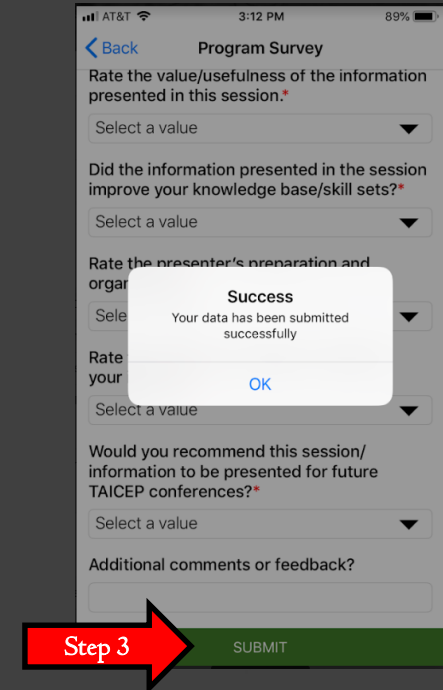 AT&T 3:12 PM 89%
Back Program Survey
Rate the value/usefulness of the information
presented in this session.*
Select a value
Did the information presented in the session
improve your knowledge base/skill sets?*
Select a value
Rate the presenter's preparation and
Success
Your data has been submitted
successfully
OK
Rate
your
Select a value
Would you recommend this session/
information to be presented for future
TAICEP conferences?*
Select a value
Additional comments or feedback?
Step 3 SUBMIT